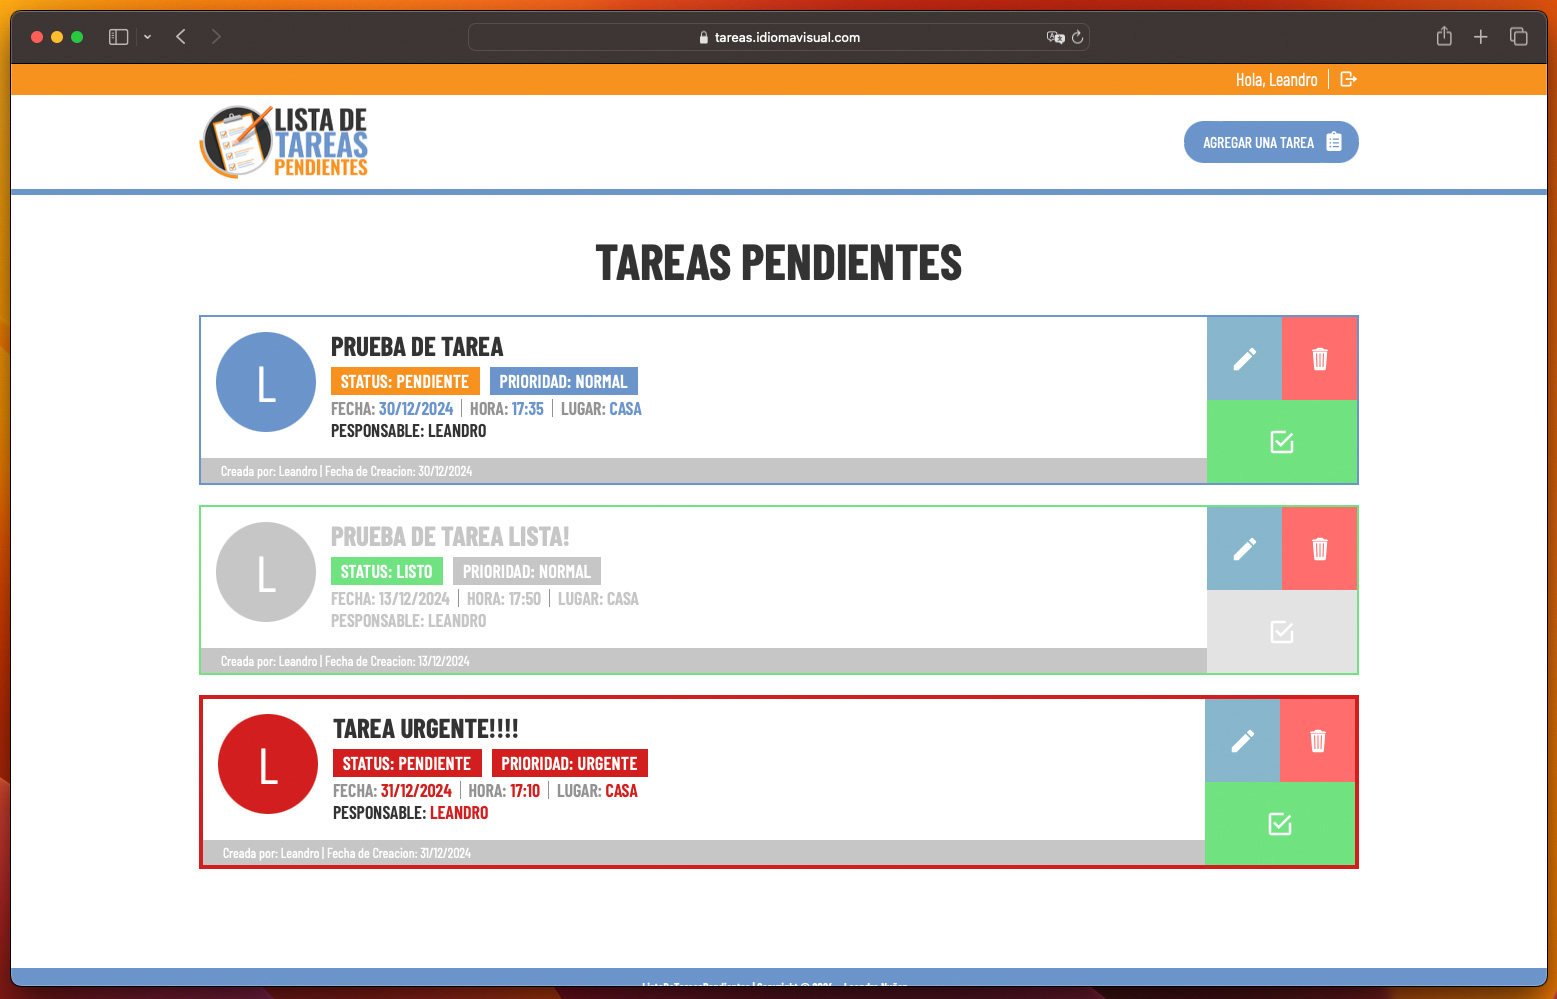 tareas.idiomavisual.com
Hola, Leandro
LISTA DE
TAREAS
PENDIENTES
AGREGAR UNA TAREA
TAREAS PENDIENTES
L
PRUEBA DE TAREA
STATUS: PENDIENTE PRIORIDAD: NORMAL
FECHA: 30/12/2024 | HORA: 17:35 | LUGAR: CASA
PESPONSABLE: LEANDRO
Creada por: Leandro | Fecha de Creacion: 30/12/2024
L
PRUEBA DE TAREA LISTA!
STATUS: LISTO PRIORIDAD: NORMAL
FECHA: 13/12/2024 | HORA: 17:50 | LUGAR: CASA
PESPONSABLE: LEANDRO
Creada por: Leandro | Fecha de Creacion: 13/12/2024
L
TAREA URGENTE!!!!
STATUS: PENDIENTE PRIORIDAD: URGENTE
FECHA: 31/12/2024 | HORA: 17:10 | LUGAR: CASA
PESPONSABLE: LEANDRO
Creada por: Leandro | Fecha de Creacion: 31/12/2024